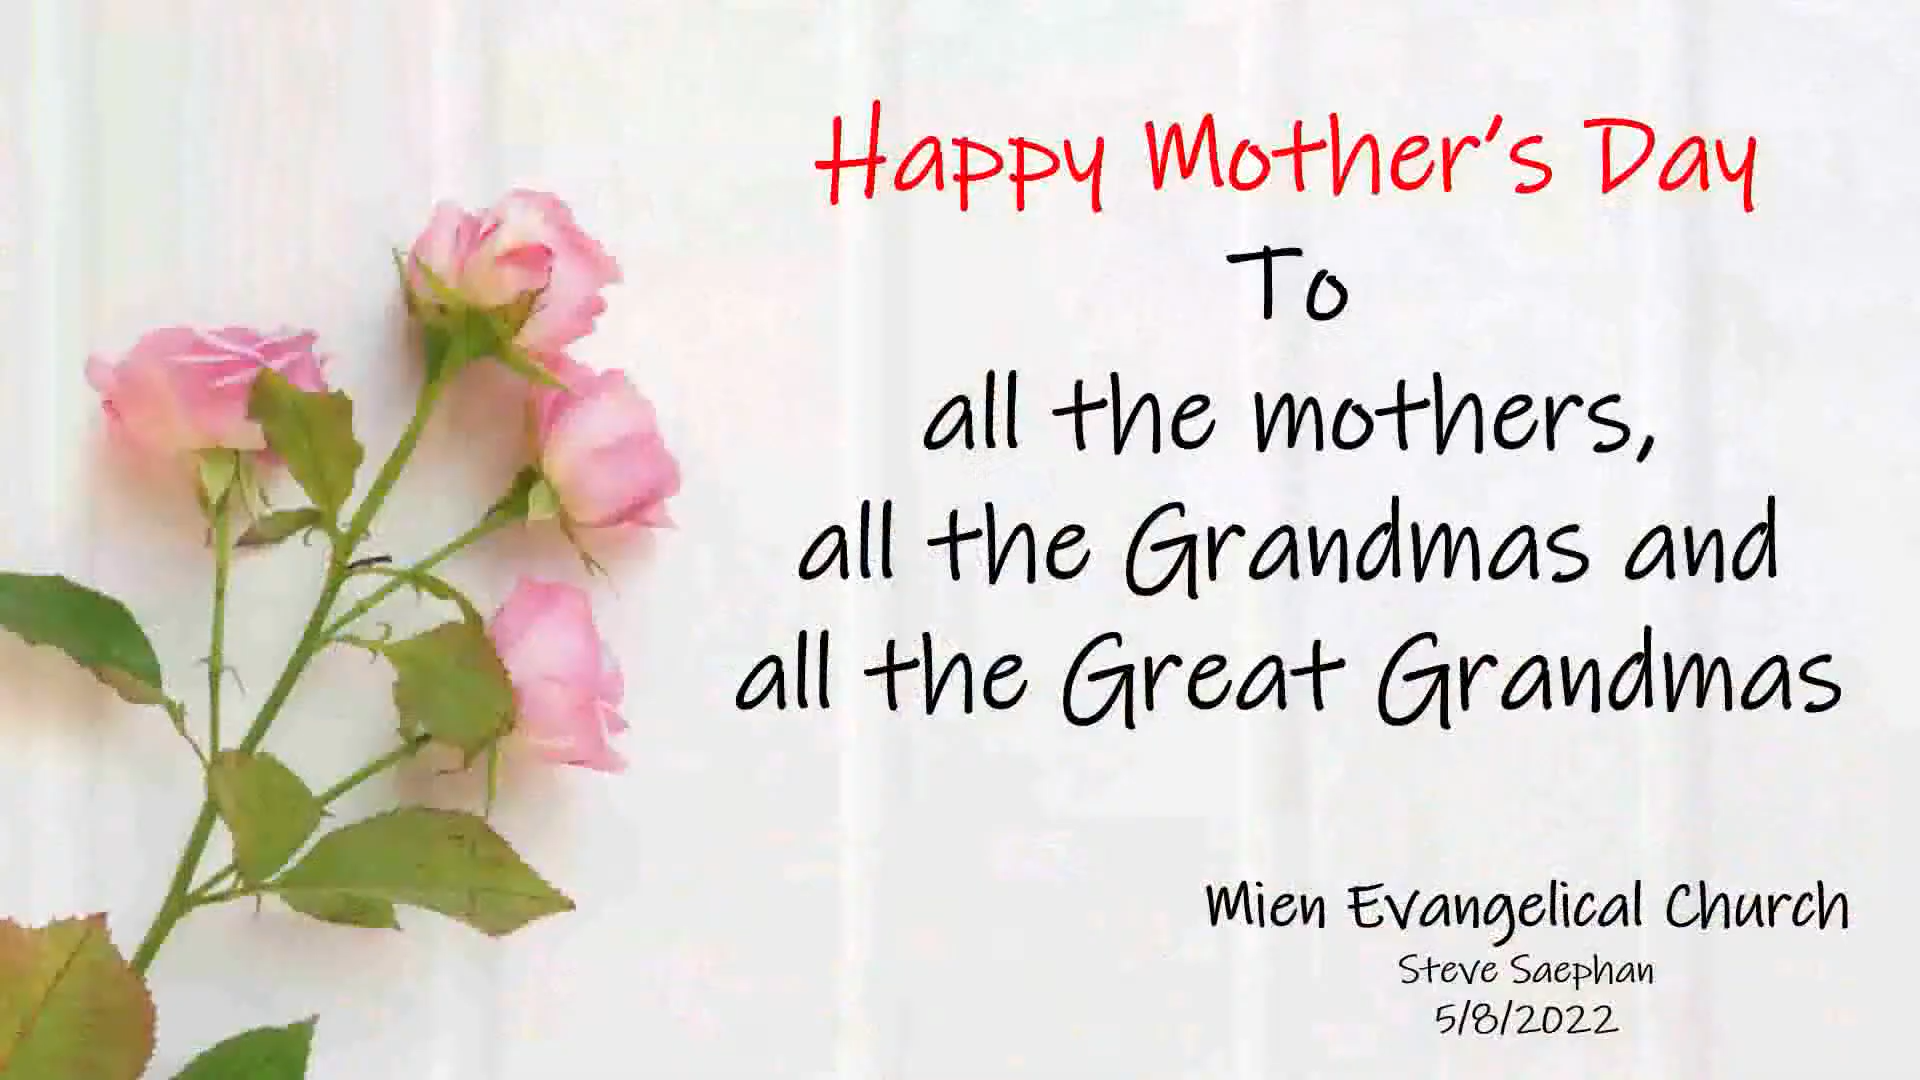 Happy Mother's Day
To
all the mothers,
all the Grandmas and
all the Great Grandmas
Mien Evangelical Church
Steve Saephan
5/8/2022